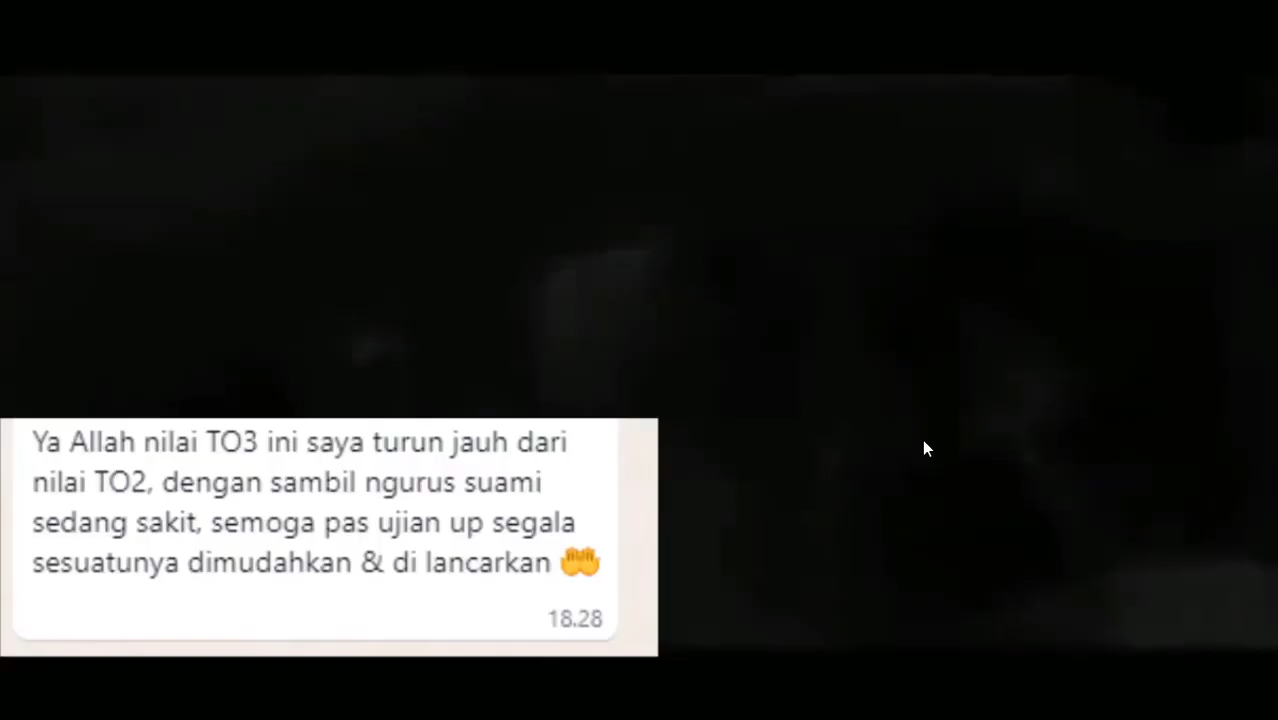 Ya Allah nilai TO3 ini saya turun jauh dari
nilai TO2, dengan sambil ngurus suami
sedang sakit, semoga pas ujian up segala
sesuatunya dimudahkan & di lancarkan 🤲
18.28